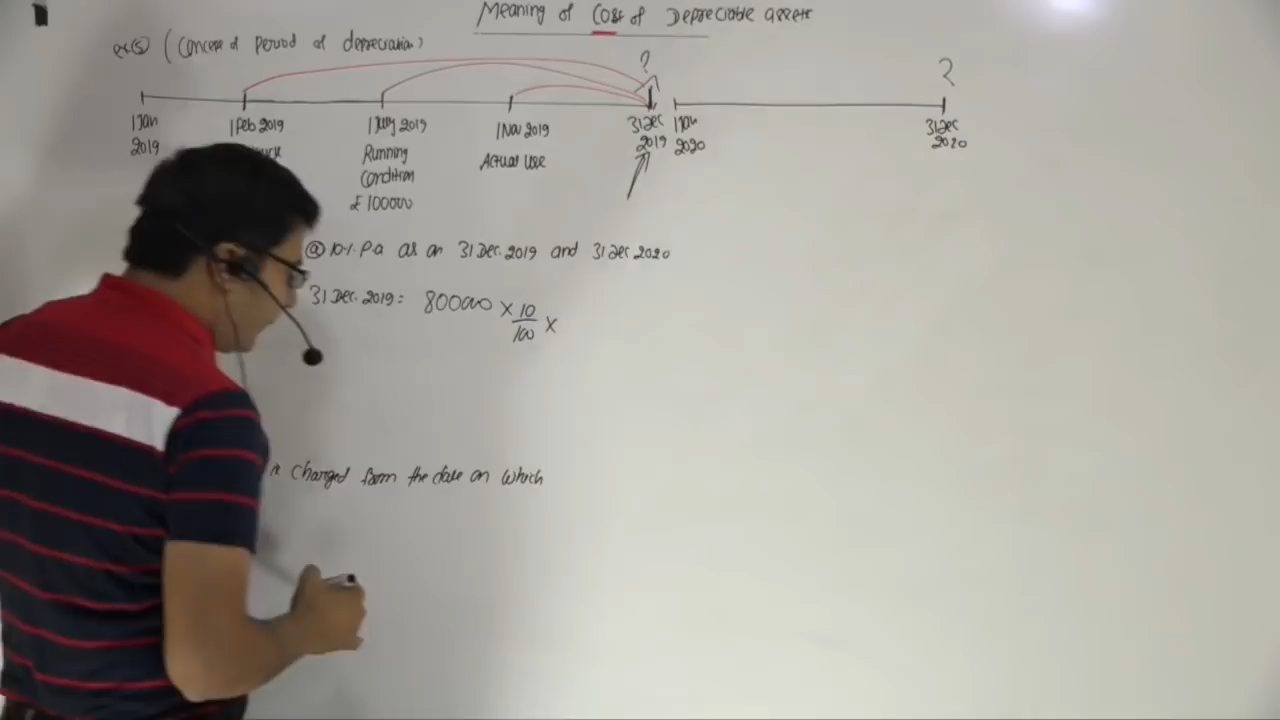 Meaning of Cost of Depreciable assets
ex(5) (Concept of period of depreciation)
? ?
1 Jan 2019
1 Feb 2019
1 July 2019
Running Condition
£ 100000
1 Nov 2019
Actual Use
31 Dec 2019
1 Jan 2020
31 Dec 2020
@ 10%. P.a as on 31 Dec. 2019 and 31 Dec 2020
31 Dec. 2019: 80000 × 10/100 ×
is charged from the date on which